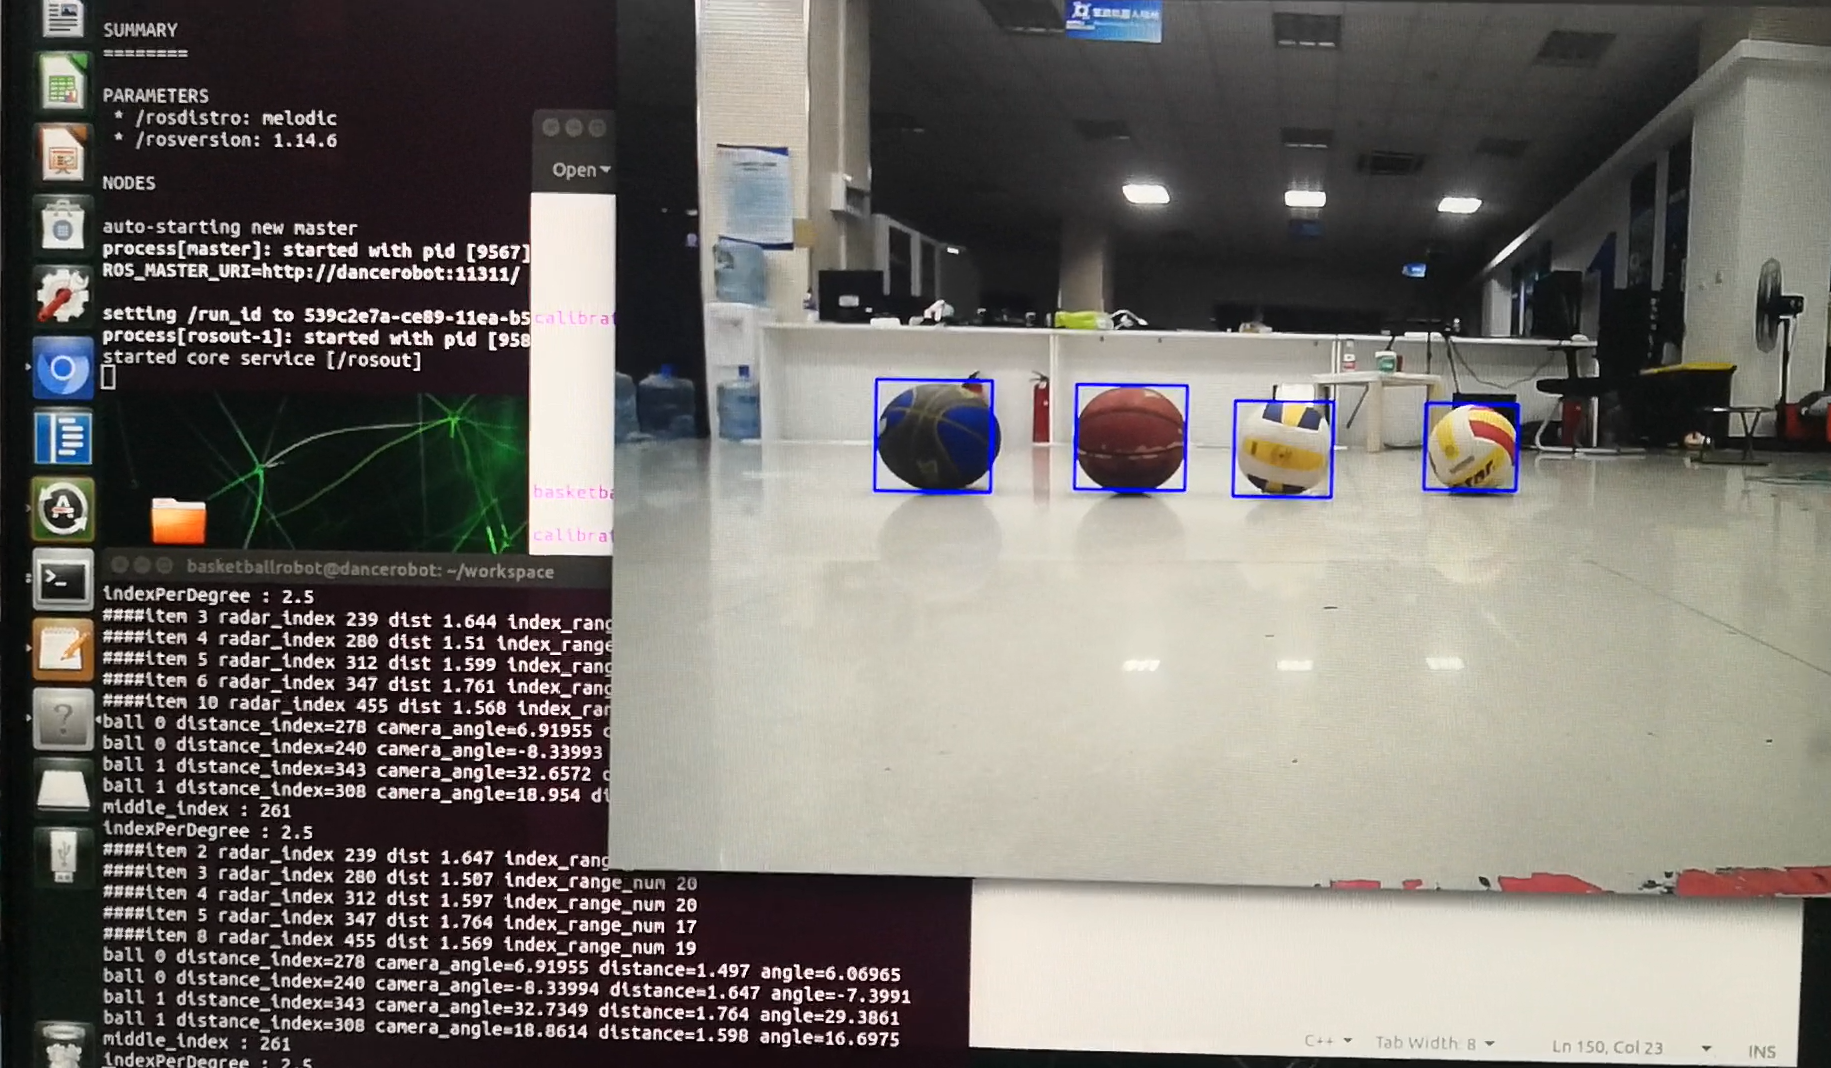 SUMMARY
========
PARAMETERS
* /rosdistro: melodic
* /rosversion: 1.14.6
NODES
auto-starting new master
process[master]: started with pid [9567]
ROS_MASTER_URI=http://dancerobot:11311/
setting /run_id to 539c2e7a-ce89-11ea-b5
process[rosout-1]: started with pid [958
started core service [/rosout]
Open
calibrat
basketba
calibrat
basketballrobot@dancerobot: ~/workspace
indexPerDegree : 2.5
####item 3 radar_index 239 dist 1.644 index_rang
####item 4 radar_index 280 dist 1.51 index_range
####item 5 radar_index 312 dist 1.599 index_rang
####item 6 radar_index 347 dist 1.761 index_rang
####item 10 radar_index 455 dist 1.568 index_ran
ball 0 distance_index=278 camera_angle=6.91955 d
ball 0 distance_index=240 camera_angle=-8.33993
ball 1 distance_index=343 camera_angle=32.6572 d
ball 1 distance_index=308 camera_angle=18.954 di
middle_index : 261
indexPerDegree : 2.5
####item 2 radar_index 239 dist 1.647 index_rang
####item 3 radar_index 280 dist 1.507 index_range_num 20
####item 4 radar_index 312 dist 1.597 index_range_num 20
####item 5 radar_index 347 dist 1.764 index_range_num 17
####item 8 radar_index 455 dist 1.569 index_range_num 19
ball 0 distance_index=278 camera_angle=6.91955 distance=1.497 angle=6.06965
ball 0 distance_index=240 camera_angle=-8.33994 distance=1.647 angle=-7.3991
ball 1 distance_index=343 camera_angle=32.7349 distance=1.764 angle=29.3861
ball 1 distance_index=308 camera_angle=18.8614 distance=1.598 angle=16.6975
middle_index : 261
indexPerDegree : 2.5
C++ Tab Width: 8 Ln 150, Col 23 INS